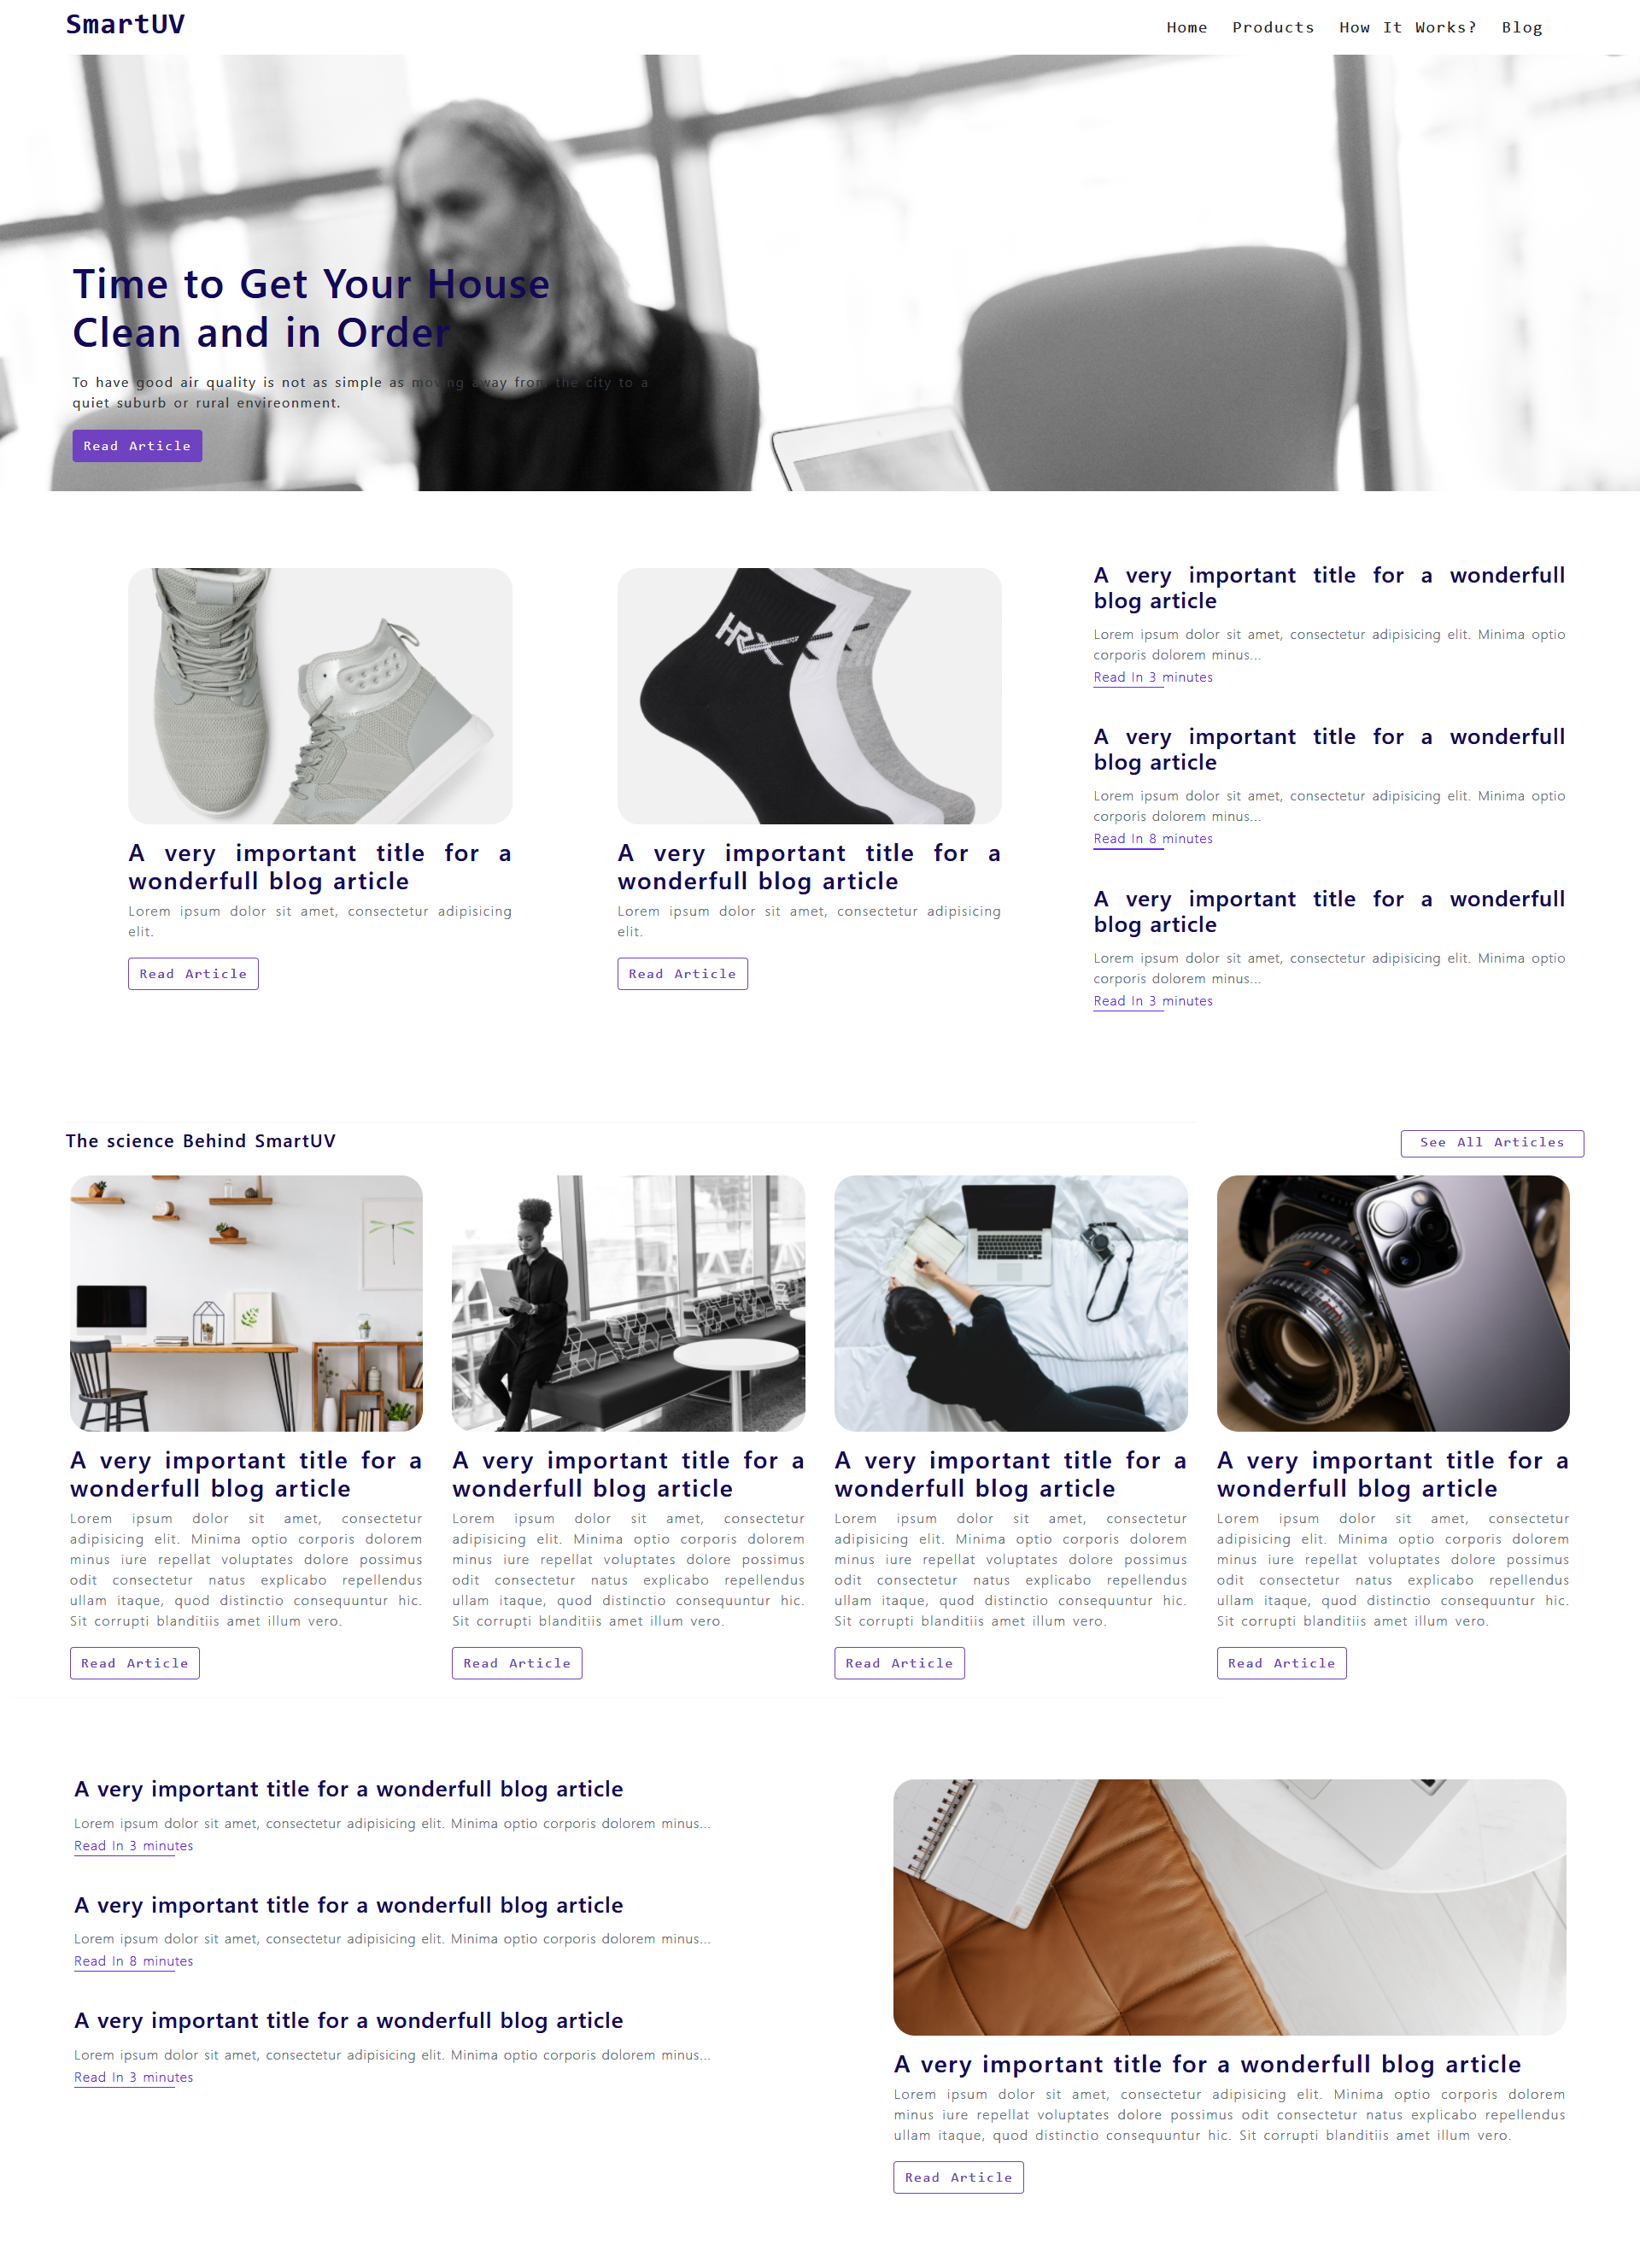 SmartUV
Home Products How It Works? Blog
Time to Get Your House
Clean and in Order
To have good air quality is not as simple as moving away from the city to a
quiet suburb or rural envireonment.
Read Article
HRX
A very important title for a
wonderfull blog article
Lorem ipsum dolor sit amet, consectetur adipisicing
elit.
Read Article
A very important title for a
wonderfull blog article
Lorem ipsum dolor sit amet, consectetur adipisicing
elit.
Read Article
A very important title for a wonderfull
blog article
Lorem ipsum dolor sit amet, consectetur adipisicing elit. Minima optio
corporis dolorem minus...
Read In 3 minutes
A very important title for a wonderfull
blog article
Lorem ipsum dolor sit amet, consectetur adipisicing elit. Minima optio
corporis dolorem minus...
Read In 8 minutes
A very important title for a wonderfull
blog article
Lorem ipsum dolor sit amet, consectetur adipisicing elit. Minima optio
corporis dolorem minus...
Read In 3 minutes
The science Behind SmartUV
See All Articles
A very important title for a
wonderfull blog article
Lorem ipsum dolor sit amet, consectetur
adipisicing elit. Minima optio corporis dolorem
minus iure repellat voluptates dolore possimus
odit consectetur natus explicabo repellendus
ullam itaque, quod distinctio consequuntur hic.
Sit corrupti blanditiis amet illum vero.
Read Article
A very important title for a
wonderfull blog article
Lorem ipsum dolor sit amet, consectetur
adipisicing elit. Minima optio corporis dolorem
minus iure repellat voluptates dolore possimus
odit consectetur natus explicabo repellendus
ullam itaque, quod distinctio consequuntur hic.
Sit corrupti blanditiis amet illum vero.
Read Article
A very important title for a
wonderfull blog article
Lorem ipsum dolor sit amet, consectetur
adipisicing elit. Minima optio corporis dolorem
minus iure repellat voluptates dolore possimus
odit consectetur natus explicabo repellendus
ullam itaque, quod distinctio consequuntur hic.
Sit corrupti blanditiis amet illum vero.
Read Article
A very important title for a
wonderfull blog article
Lorem ipsum dolor sit amet, consectetur
adipisicing elit. Minima optio corporis dolorem
minus iure repellat voluptates dolore possimus
odit consectetur natus explicabo repellendus
ullam itaque, quod distinctio consequuntur hic.
Sit corrupti blanditiis amet illum vero.
Read Article
A very important title for a wonderfull blog article
Lorem ipsum dolor sit amet, consectetur adipisicing elit. Minima optio corporis dolorem minus...
Read In 3 minutes
A very important title for a wonderfull blog article
Lorem ipsum dolor sit amet, consectetur adipisicing elit. Minima optio corporis dolorem minus...
Read In 8 minutes
A very important title for a wonderfull blog article
Lorem ipsum dolor sit amet, consectetur adipisicing elit. Minima optio corporis dolorem minus...
Read In 3 minutes
A very important title for a wonderfull blog article
Lorem ipsum dolor sit amet, consectetur adipisicing elit. Minima optio corporis dolorem
minus iure repellat voluptates dolore possimus odit consectetur natus explicabo repellendus
ullam itaque, quod distinctio consequuntur hic. Sit corrupti blanditiis amet illum vero.
Read Article